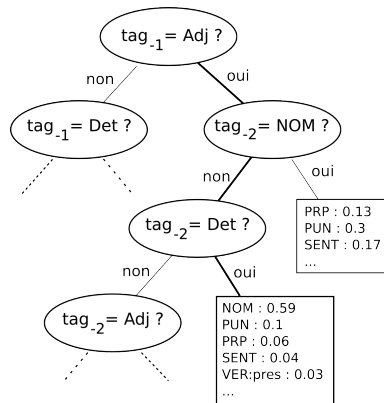 tag-1= Adj ?
non
oui
tag-1= Det ?
tag-2= NOM ?
non
oui
PRP : 0.13
PUN : 0.3
SENT : 0.17
...
tag-2= Det ?
non
oui
tag-2= Adj ?
NOM : 0.59
PUN : 0.1
PRP : 0.06
SENT : 0.04
VER:pres : 0.03
...